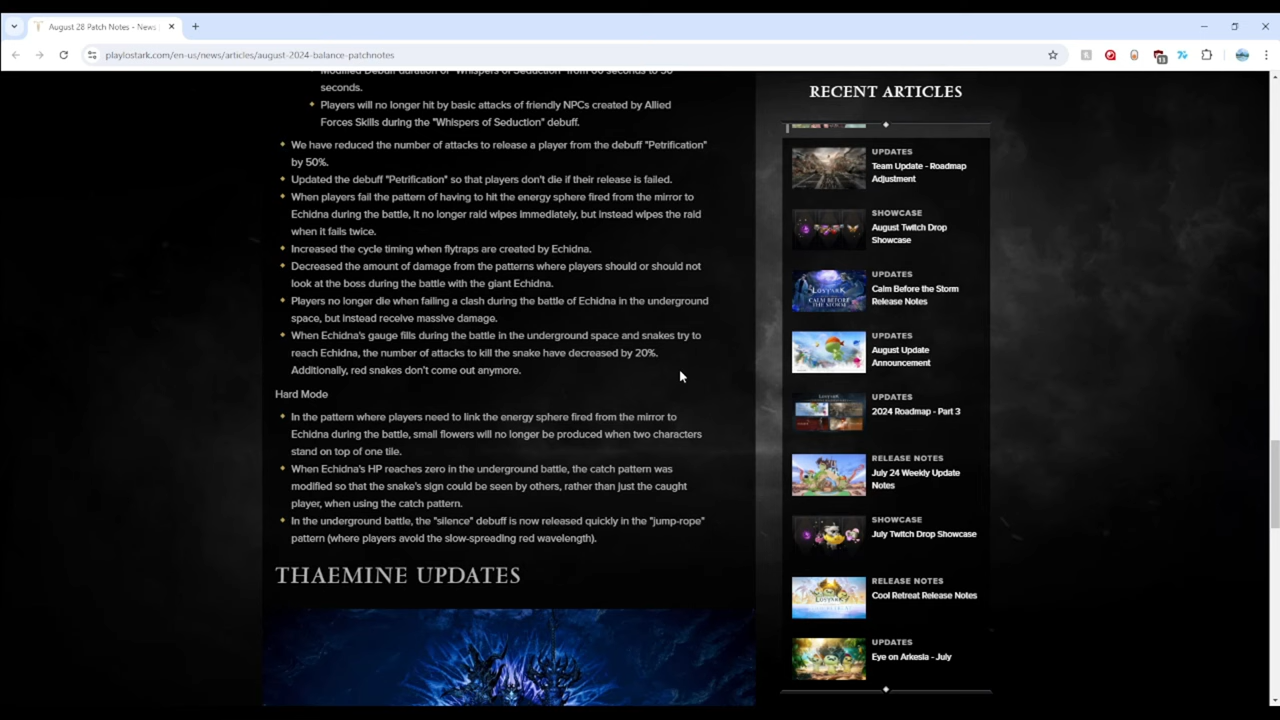 August 28 Patch Notes - News |
playlostark.com/en-us/news/articles/august-2024-balance-patchnotes
11
Modified Debuff duration of "Whispers of Seduction" from 60 seconds to 30
seconds.
Players will no longer hit by basic attacks of friendly NPCs created by Allied
Forces Skills during the "Whispers of Seduction" debuff.
We have reduced the number of attacks to release a player from the debuff "Petrification"
by 50%.
Updated the debuff "Petrification" so that players don't die if their release is failed.
When players fail the pattern of having to hit the energy sphere fired from the mirror to
Echidna during the battle, it no longer raid wipes immediately, but instead wipes the raid
when it fails twice.
Increased the cycle timing when flytraps are created by Echidna.
Decreased the amount of damage from the patterns where players should or should not
look at the boss during the battle with the giant Echidna.
Players no longer die when failing a clash during the battle of Echidna in the underground
space, but instead receive massive damage.
When Echidna's gauge fills during the battle in the underground space and snakes try to
reach Echidna, the number of attacks to kill the snake have decreased by 20%.
Additionally, red snakes don't come out anymore.
Hard Mode
In the pattern where players need to link the energy sphere fired from the mirror to
Echidna during the battle, small flowers will no longer be produced when two characters
stand on top of one tile.
When Echidna's HP reaches zero in the underground battle, the catch pattern was
modified so that the snake's sign could be seen by others, rather than just the caught
player, when using the catch pattern.
In the underground battle, the "silence" debuff is now released quickly in the "jump-rope"
pattern (where players avoid the slow-spreading red wavelength).
THAEMINE UPDATES
RECENT ARTICLES
UPDATES
Team Update - Roadmap
Adjustment
SHOWCASE
August Twitch Drop
Showcase
UPDATES
Calm Before the Storm
Release Notes
UPDATES
August Update
Announcement
UPDATES
2024 Roadmap - Part 3
RELEASE NOTES
July 24 Weekly Update
Notes
SHOWCASE
July Twitch Drop Showcase
RELEASE NOTES
Cool Retreat Release Notes
UPDATES
Eye on Arkesia - July